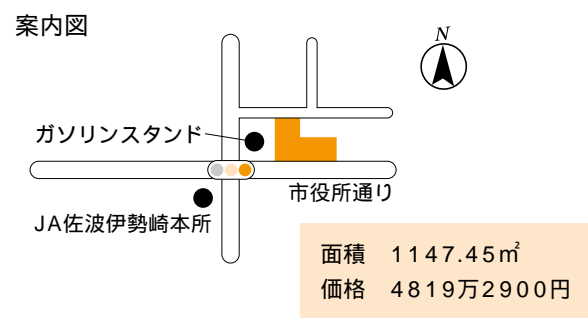 案内図
N
ガソリンスタンド
市役所通り
JA佐波伊勢崎本所
面積 1147.45㎡
価格 4819万2900円